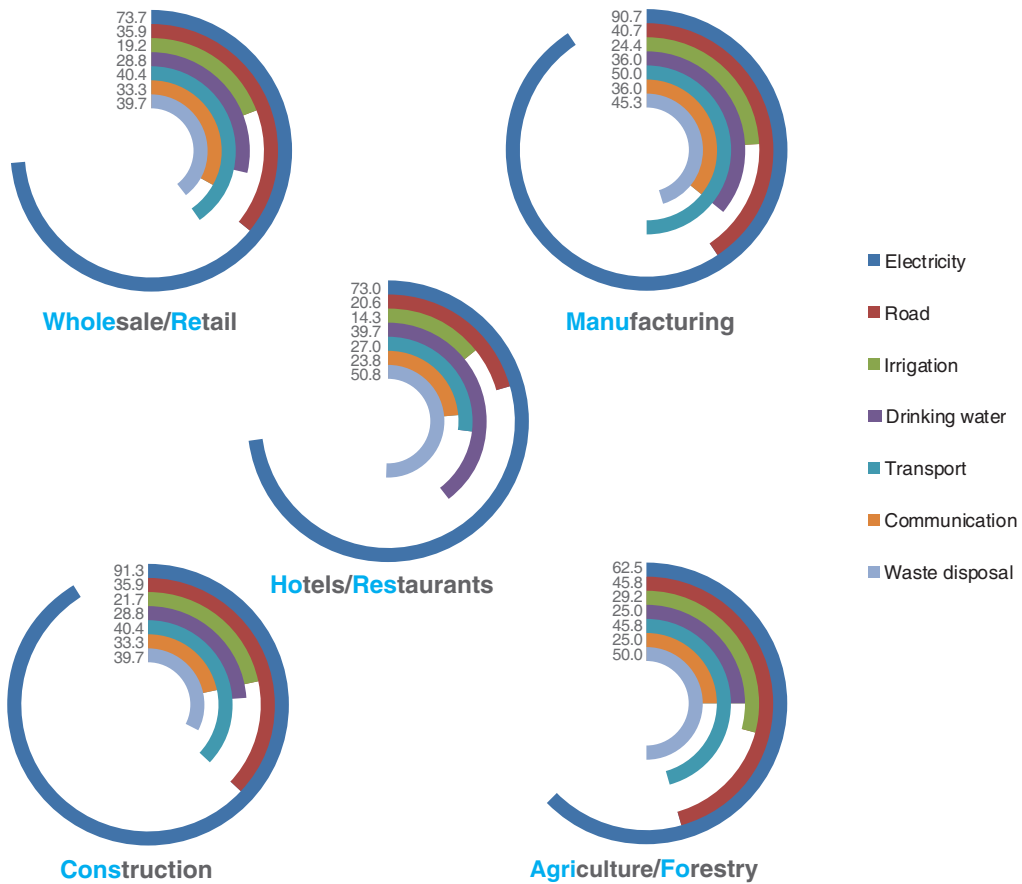 73.7
35.9
19.2
28.8
40.4
33.3
39.7
Wholesale/Retail
90.7
40.7
24.4
36.0
50.0
36.0
45.3
Manufacturing
73.0
20.6
14.3
39.7
27.0
23.8
50.8
Hotels/Restaurants
91.3
35.9
21.7
28.8
40.4
33.3
39.7
Construction
62.5
45.8
29.2
25.0
45.8
25.0
50.0
Agriculture/Forestry
Electricity
Road
Irrigation
Drinking water
Transport
Communication
Waste disposal